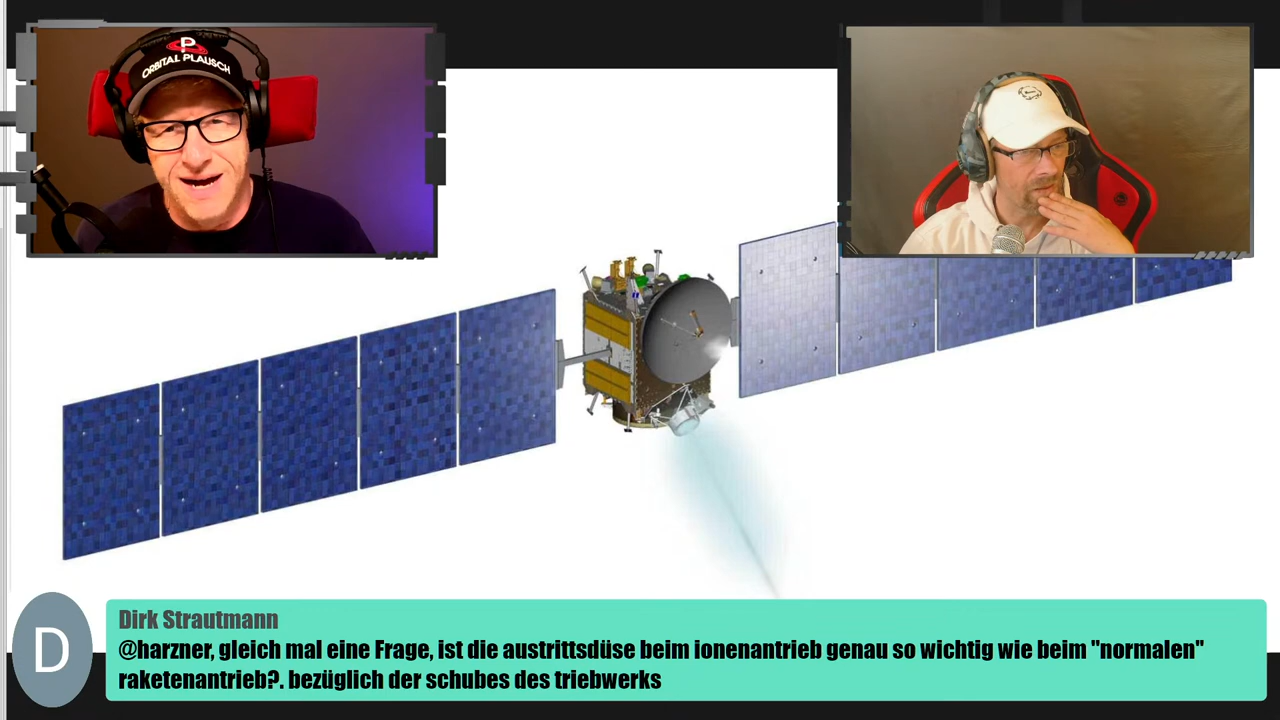 P
ORBITAL PLAUSCH
D
Dirk Strautmann
@harzner, gleich mal eine Frage, ist die austrittsdüse beim ionenantrieb genau so wichtig wie beim "normalen"
raketenantrieb?. bezüglich der schubes des triebwerks